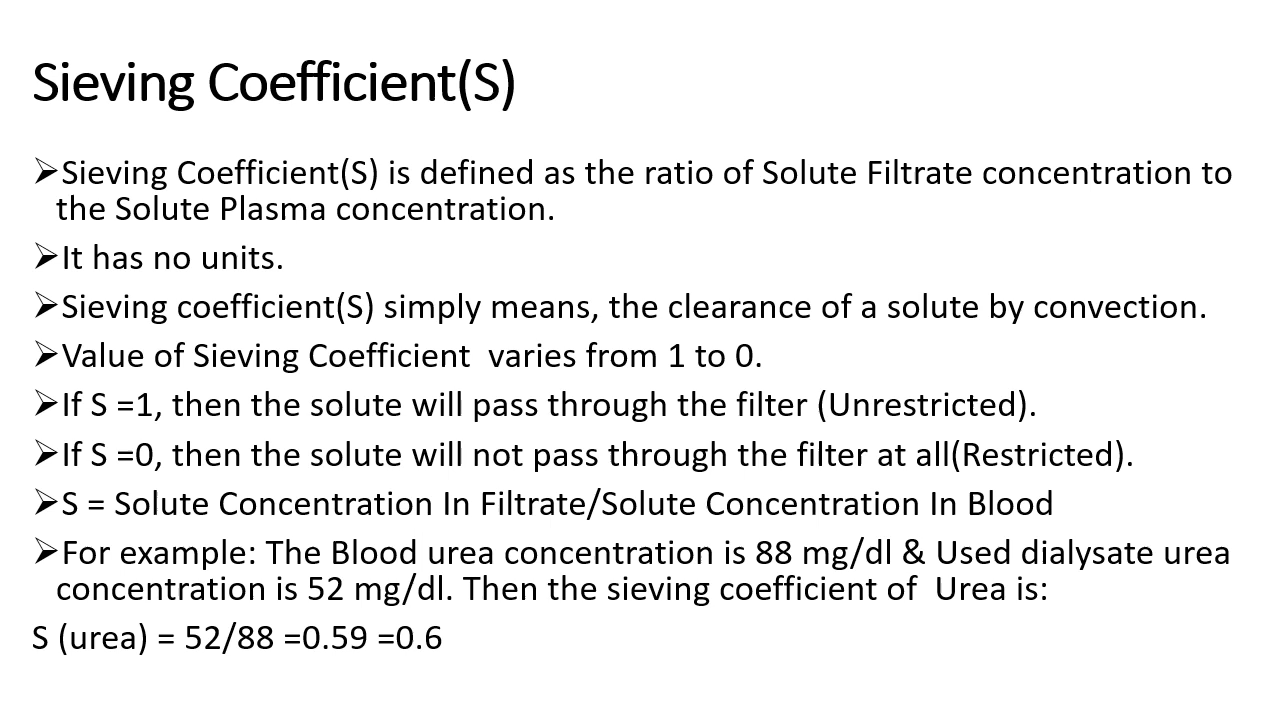 Sieving Coefficient(S)
➢Sieving Coefficient(S) is defined as the ratio of Solute Filtrate concentration to
the Solute Plasma concentration.
➢It has no units.
➢Sieving coefficient(S) simply means, the clearance of a solute by convection.
➢Value of Sieving Coefficient  varies from 1 to 0.
➢If S =1, then the solute will pass through the filter (Unrestricted).
➢If S =0, then the solute will not pass through the filter at all(Restricted).
➢S = Solute Concentration In Filtrate/Solute Concentration In Blood
➢For example: The Blood urea concentration is 88 mg/dl & Used dialysate urea
concentration is 52 mg/dl. Then the sieving coefficient of  Urea is:
S (urea) = 52/88 =0.59 =0.6